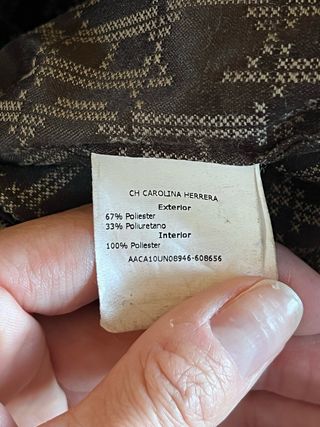 CH CAROLINA HERRERA
Exterior
67% Poliester
33% Poliuretano
Interior
100% Poliester
AACA10UN08946-608656